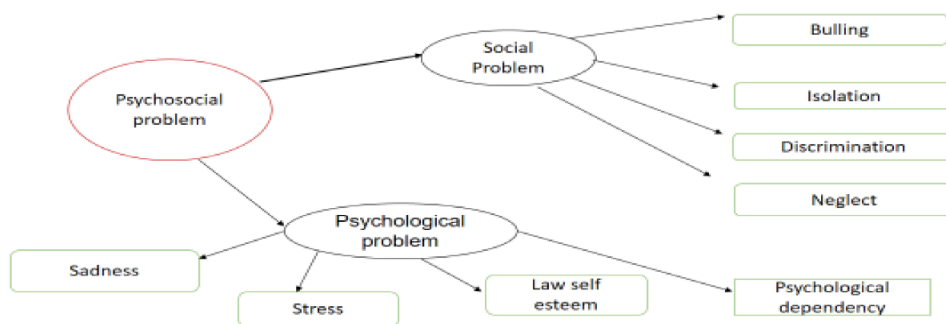 Psychosocial
problem
Social
Problem
Bulling
Isolation
Discrimination
Neglect
Psychological
problem
Sadness
Stress
Law self
esteem
Psychological
dependency